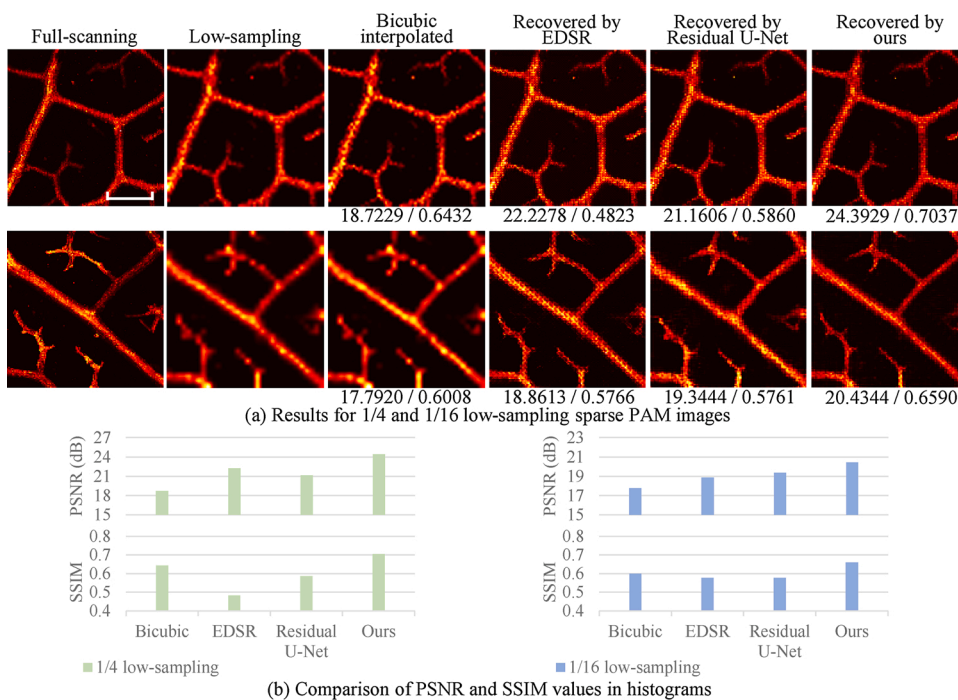 Full-scanning
Low-sampling
Bicubic
interpolated
Recovered by
EDSR
Recovered by
Residual U-Net
Recovered by
ours
18.7229 / 0.6432
22.2278 / 0.4823
21.1606 / 0.5860
24.3929 / 0.7037
17.7920 / 0.6008
18.8613 / 0.5766
19.3444 / 0.5761
20.4344 / 0.6590
(a) Results for 1/4 and 1/16 low-sampling sparse PAM images
PSNR (dB)
27
24
21
18
15
SSIM
0.8
0.7
0.6
0.5
0.4
Bicubic
EDSR
Residual
U-Net
Ours
1/4 low-sampling
PSNR (dB)
23
21
19
17
15
SSIM
0.8
0.7
0.6
0.5
0.4
Bicubic
EDSR
Residual
U-Net
Ours
1/16 low-sampling
(b) Comparison of PSNR and SSIM values in histograms